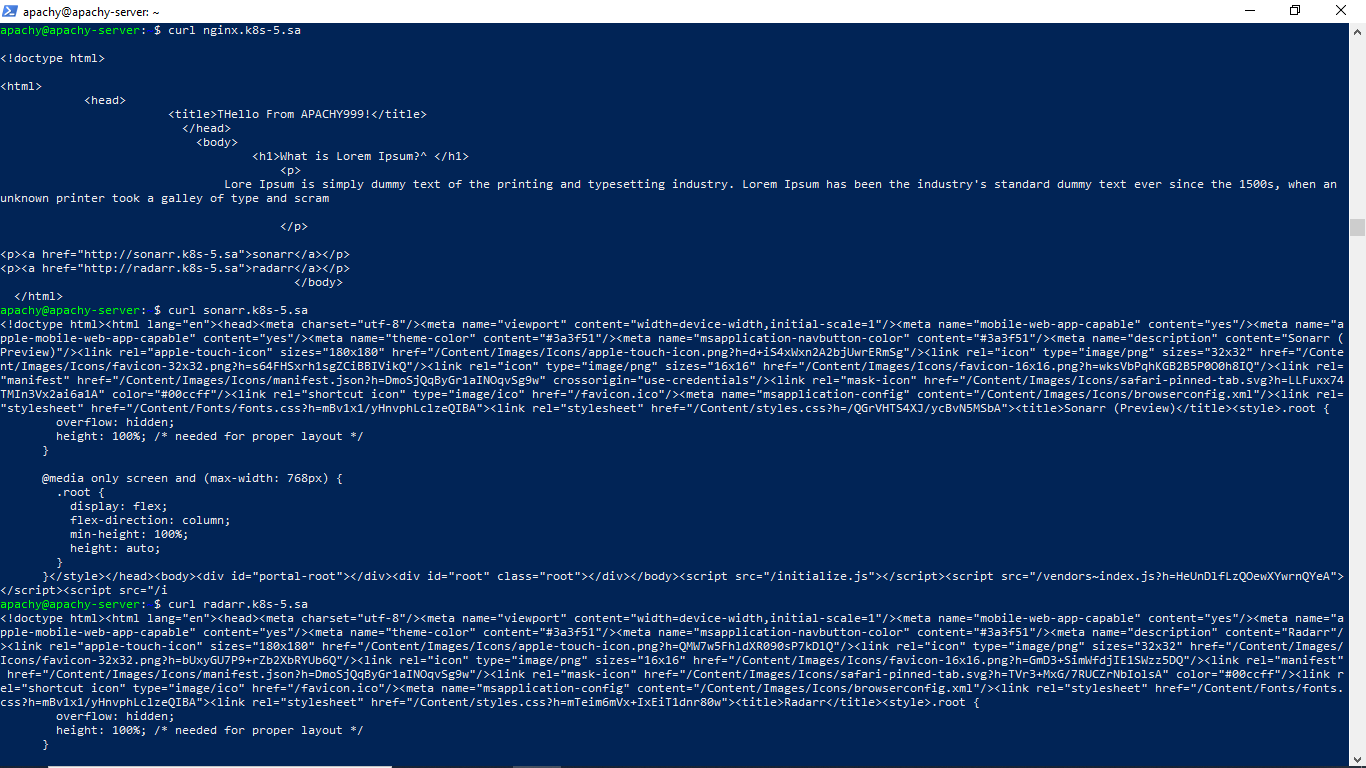 apachy@apachy-server: ~
apachy@apachy-server:~$ curl nginx.k8s-5.sa
<!doctype html>
<html>
<head>
<title>THello From APACHY999!</title>
</head>
<body>
<h1>What is Lorem Ipsum?^ </h1>
<p>
Lore Ipsum is simply dummy text of the printing and typesetting industry. Lorem Ipsum has been the industry's standard dummy text ever since the 1500s, when an
unknown printer took a galley of type and scram
</p>
<p><a href="http://sonarr.k8s-5.sa">sonarr</a></p>
<p><a href="http://radarr.k8s-5.sa">radarr</a></p>
</body>
</html>
apachy@apachy-server:~$ curl sonarr.k8s-5.sa
<!doctype html><html lang="en"><head><meta charset="utf-8"/><meta name="viewport" content="width=device-width,initial-scale=1"/><meta name="mobile-web-app-capable" content="yes"/><meta name="a
pple-mobile-web-app-capable" content="yes"/><meta name="theme-color" content="#3a3f51"/><meta name="msapplication-navbutton-color" content="#3a3f51"/><meta name="description" content="Sonarr (
Preview)"/><link rel="apple-touch-icon" sizes="180x180" href="/Content/Images/Icons/apple-touch-icon.png?h=d+iS4xWxn2A2bjUwrERmSg"/><link rel="icon" type="image/png" sizes="32x32" href="/Conte
nt/Images/Icons/favicon-32x32.png?h=s64FHSxrh1sgZCiBBIVikQ"/><link rel="icon" type="image/png" sizes="16x16" href="/Content/Images/Icons/favicon-16x16.png?h=wksVbPqhKGB2B5P0O0h8IQ"/><link rel=
"manifest" href="/Content/Images/Icons/manifest.json?h=DmoSjQqByGr1aINOqvSg9w" crossorigin="use-credentials"/><link rel="mask-icon" href="/Content/Images/Icons/safari-pinned-tab.svg?h=LLFuxx74
TMIn3Vx2ai6a1A" color="#00ccff"/><link rel="shortcut icon" type="image/ico" href="/favicon.ico"/><meta name="msapplication-config" content="/Content/Images/Icons/browserconfig.xml"/><link rel=
"stylesheet" href="/Content/Fonts/fonts.css?h=mBv1x1/yHnvphLclzeQIBA"><link rel="stylesheet" href="/Content/styles.css?h=/QGrVHTS4XJ/ycBvN5MSbA"><title>Sonarr (Preview)</title><style>.root {
overflow: hidden;
height: 100%; /* needed for proper layout */
}
@media only screen and (max-width: 768px) {
.root {
display: flex;
flex-direction: column;
min-height: 100%;
height: auto;
}
}</style></head><body><div id="portal-root"></div><div id="root" class="root"></div></body><script src="/initialize.js"></script><script src="/vendors~index.js?h=HeUnDlfLzQOewXYwrnQYeA">
</script><script src="/i
apachy@apachy-server:~$ curl radarr.k8s-5.sa
<!doctype html><html lang="en"><head><meta charset="utf-8"/><meta name="viewport" content="width=device-width,initial-scale=1"/><meta name="mobile-web-app-capable" content="yes"/><meta name="a
pple-mobile-web-app-capable" content="yes"/><meta name="theme-color" content="#3a3f51"/><meta name="msapplication-navbutton-color" content="#3a3f51"/><meta name="description" content="Radarr"/
><link rel="apple-touch-icon" sizes="180x180" href="/Content/Images/Icons/apple-touch-icon.png?h=QMW7w5FhldXR090sP7kDlQ"/><link rel="icon" type="image/png" sizes="32x32" href="/Content/Images/
Icons/favicon-32x32.png?h=bUxyGU7P9+rZb2XbRYUb6Q"/><link rel="icon" type="image/png" sizes="16x16" href="/Content/Images/Icons/favicon-16x16.png?h=GmD3+SimWfdjIE1SWzz5DQ"/><link rel="manifest"
href="/Content/Images/Icons/manifest.json?h=DmoSjQqByGr1aINOqvSg9w"/><link rel="mask-icon" href="/Content/Images/Icons/safari-pinned-tab.svg?h=TVr3+MxG/7RUCZrNbIolsA" color="#00ccff"/><link r
el="shortcut icon" type="image/ico" href="/favicon.ico"/><meta name="msapplication-config" content="/Content/Images/Icons/browserconfig.xml"/><link rel="stylesheet" href="/Content/Fonts/fonts.
css?h=mBv1x1/yHnvphLclzeQIBA"><link rel="stylesheet" href="/Content/styles.css?h=mTeim6mVx+IxEiT1dnr80w"><title>Radarr</title><style>.root {
overflow: hidden;
height: 100%; /* needed for proper layout */
}